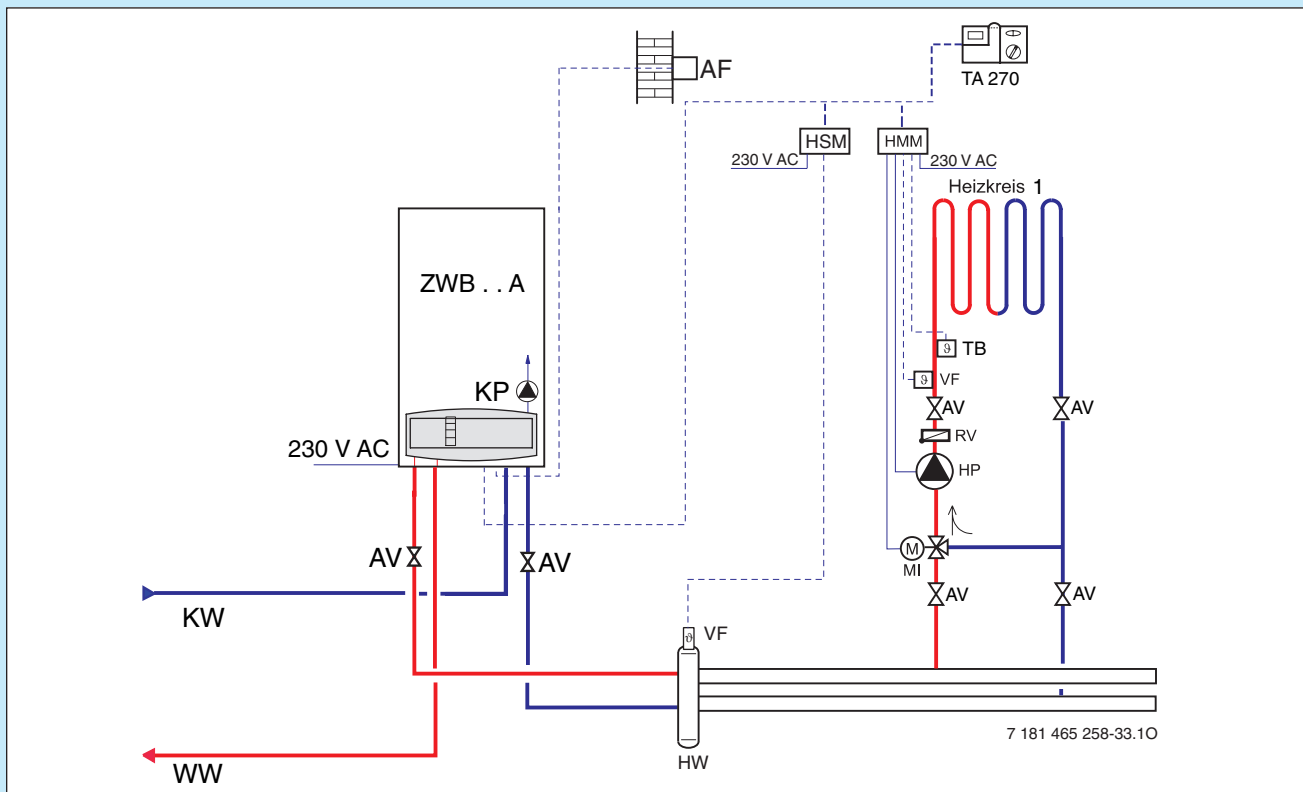 AF
TA 270
HSM
HMM
230 V AC
230 V AC
Heizkreis 1
ZWB . . A
TB
VF
KP
AV
AV
RV
230 V AC
HP
M
MI
AV
AV
AV
AV
KW
VF
WW
HW
7 181 465 258-33.1O
ϑ
ϑ
ϑ